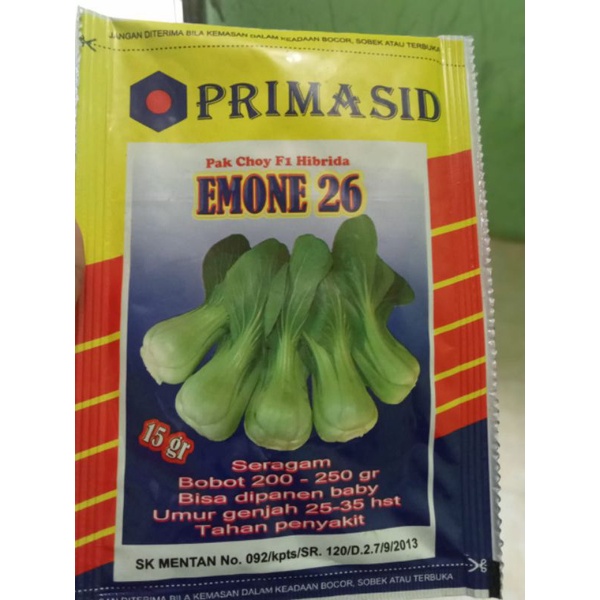 JANGAN DITERIMA BILA KEMASAN DALAM KEADAAN BOCOR, SOBEK ATAU TERBUKA
PRIMASID
Pak Choy F1 Hibrida
EMONE 26
15 gr
Seragam
Bobot 200 - 250 gr
Bisa dipanen baby
Umur genjah 25-35 hst
Tahan penyakit
SK MENTAN No. 092/kpts/SR. 120/D.2.7/9/2013
DITERIMA BILA KEMASAN DALAM KEADAAN BOCOR, SOBEK ATAU TERBUKA